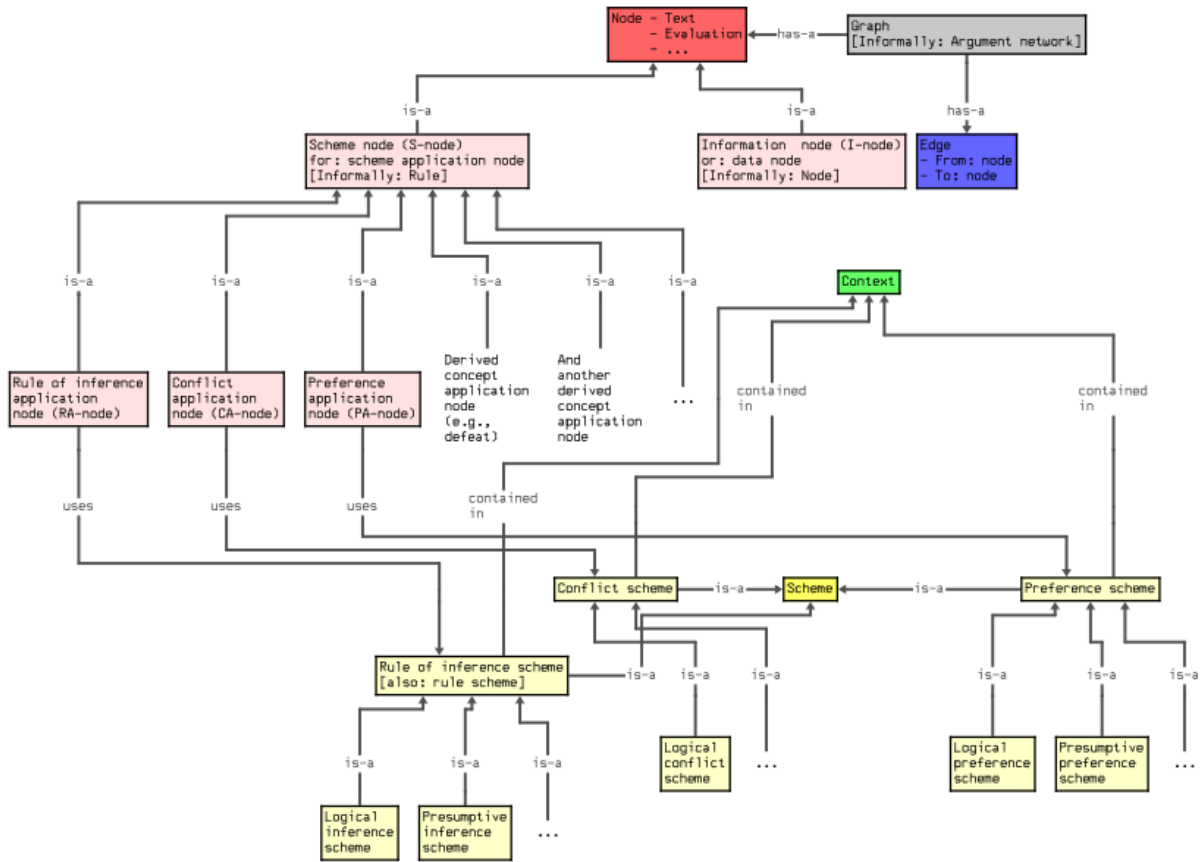 Node - Text
- Evaluation
- ...
has-a
Graph
[Informally: Argument network]
is-a
is-a
has-a
Scheme node (S-node)
for: scheme application node
[Informally: Rule]
Information node (I-node)
or: data node
[Informally: Node]
Edge
- From: node
- To: node
is-a
is-a
is-a
is-a
is-a
is-a
Context
Rule of inference
application
node (RA-node)
Conflict
application
node (CA-node)
Preference
application
node (PA-node)
Derived
concept
application
node
(e.g.,
defeat)
And
another
derived
concept
application
node
...
contained
in
contained
in
uses
uses
uses
contained
in
Conflict scheme
is-a
Scheme
is-a
Preference scheme
Rule of inference scheme
[also: rule scheme]
is-a
is-a
is-a
is-a
is-a
is-a
Logical
conflict
scheme
...
Logical
preference
scheme
Presumptive
preference
scheme
...
is-a
is-a
is-a
Logical
inference
scheme
Presumptive
inference
scheme
...